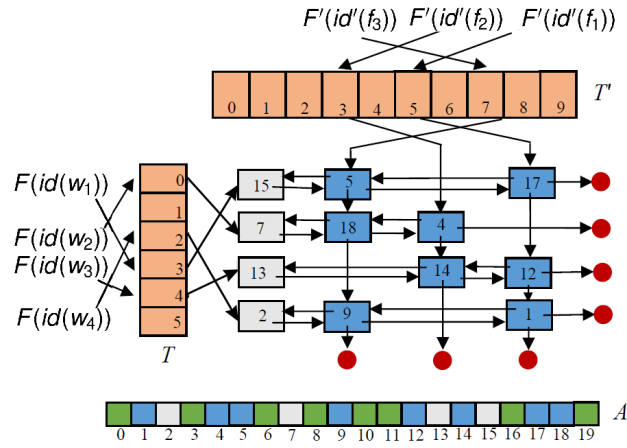 F'(id''(f3)) F'(id''(f2)) F'(id''(f1))
0 1 2 3 4 5 6 7 8 9 T'
F(id(w1))
F(id(w2))
F(id(w3))
F(id(w4))
0
1
2
3
4
5
T
15 5 17
7 18 4
13 14 12
2 9 1
A
0 1 2 3 4 5 6 7 8 9 10 11 12 13 14 15 16 17 18 19